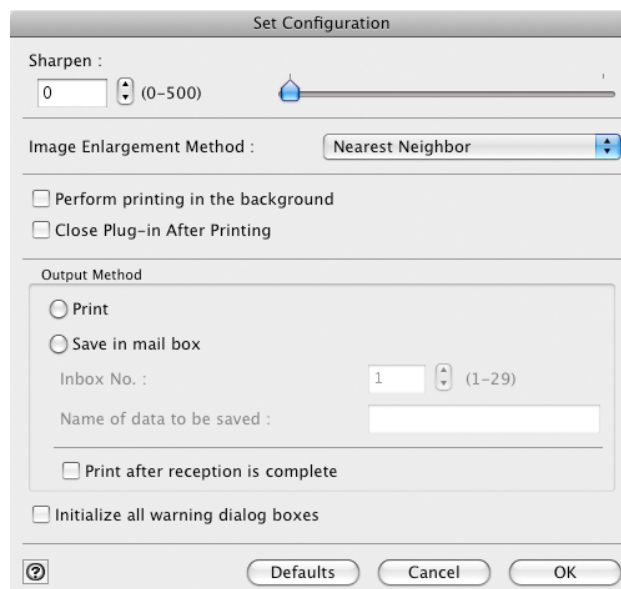 Set Configuration
Sharpen :
0 (0-500)
Image Enlargement Method : Nearest Neighbor
Perform printing in the background
Close Plug-in After Printing
Output Method
Print
Save in mail box
Inbox No. : 1 (1-29)
Name of data to be saved :
Print after reception is complete
Initialize all warning dialog boxes
? Defaults Cancel OK